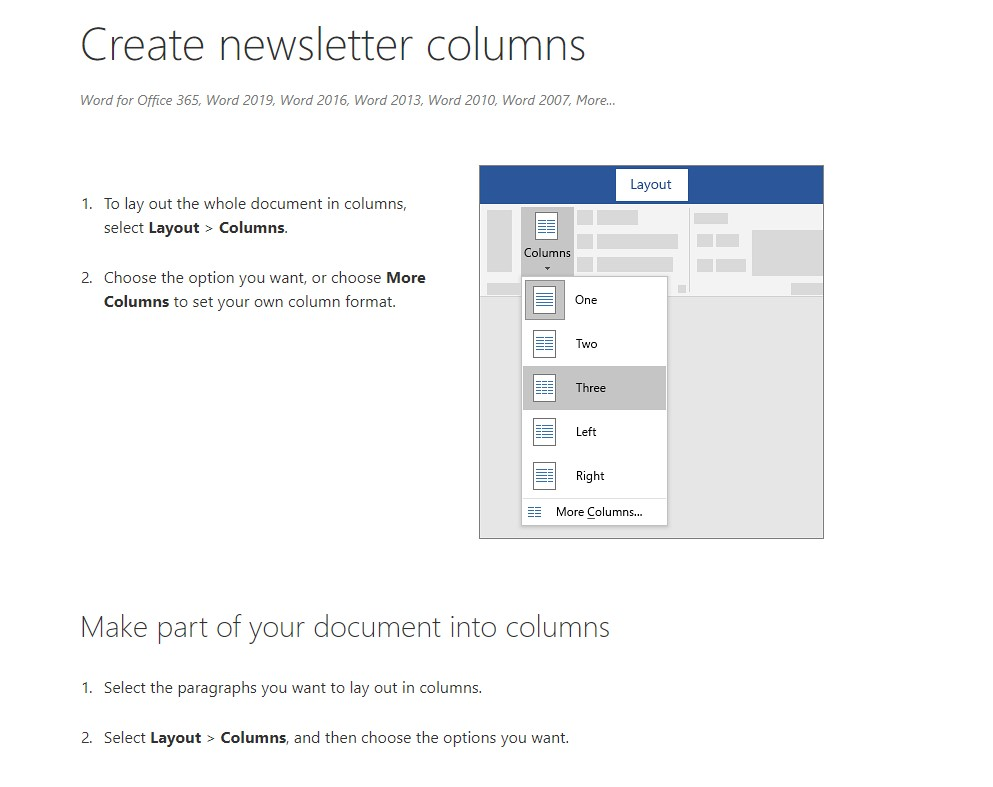 Create newsletter columns
Word for Office 365, Word 2019, Word 2016, Word 2013, Word 2010, Word 2007, More...
1. To lay out the whole document in columns,
select Layout > Columns.
2. Choose the option you want, or choose More
Columns to set your own column format.
Layout
Columns
One
Two
Three
Left
Right
More Columns...
Make part of your document into columns
1. Select the paragraphs you want to lay out in columns.
2. Select Layout > Columns, and then choose the options you want.